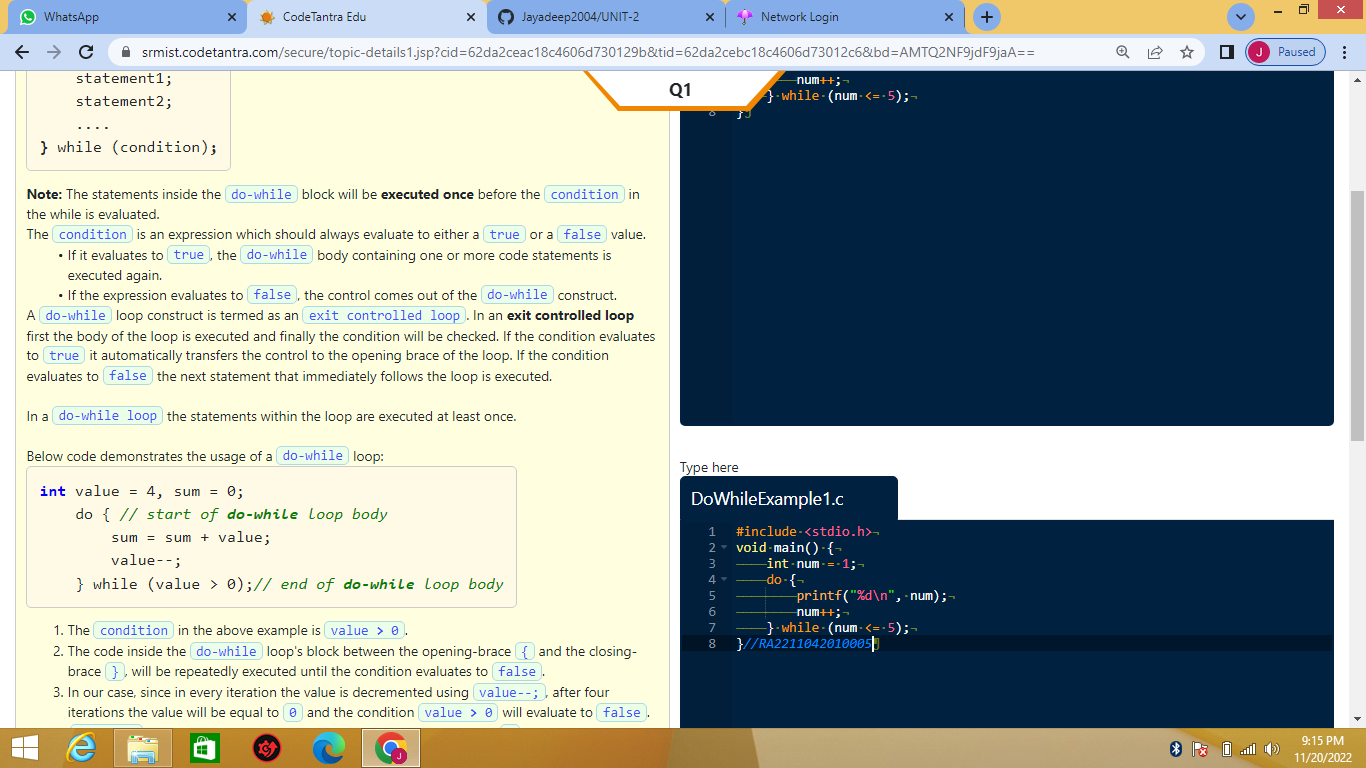 WhatsApp
CodeTantra Edu
Jayadeep2004/UNIT-2
Network Login
srmist.codetantra.com/secure/topic-details1.jsp?cid=62da2ceac18c4606d730129b&tid=62da2cebc18c4606d73012c6&bd=AMTQ2NF9jdF9jaA==
J Paused
Q1
statement1;
statement2;
....
} while (condition);
Note: The statements inside the do-while block will be executed once before the condition in
the while is evaluated.
The condition is an expression which should always evaluate to either a true or a false value.
• If it evaluates to true, the do-while body containing one or more code statements is
executed again.
• If the expression evaluates to false, the control comes out of the do-while construct.
A do-while loop construct is termed as an exit controlled loop. In an exit controlled loop
first the body of the loop is executed and finally the condition will be checked. If the condition evaluates
to true it automatically transfers the control to the opening brace of the loop. If the condition
evaluates to false the next statement that immediately follows the loop is executed.
In a do-while loop the statements within the loop are executed at least once.
Below code demonstrates the usage of a do-while loop:
int value = 4, sum = 0;
do { // start of do-while loop body
sum = sum + value;
value--;
} while (value > 0);// end of do-while loop body
1. The condition in the above example is value > 0.
2. The code inside the do-while loop's block between the opening-brace { and the closing-
brace }, will be repeatedly executed until the condition evaluates to false.
3. In our case, since in every iteration the value is decremented using value--;, after four
iterations the value will be equal to 0 and the condition value > 0 will evaluate to false.
num++;
} while (num <= 5);
8 }
Type here
DoWhileExample1.c
1 #include <stdio.h>
2 void main() {
3 int num = 1;
4 do {
5 printf("%d\n", num);
6 num++;
7 } while (num <= 5);
8 }//RA2211042010005
J
9:15 PM
11/20/2022